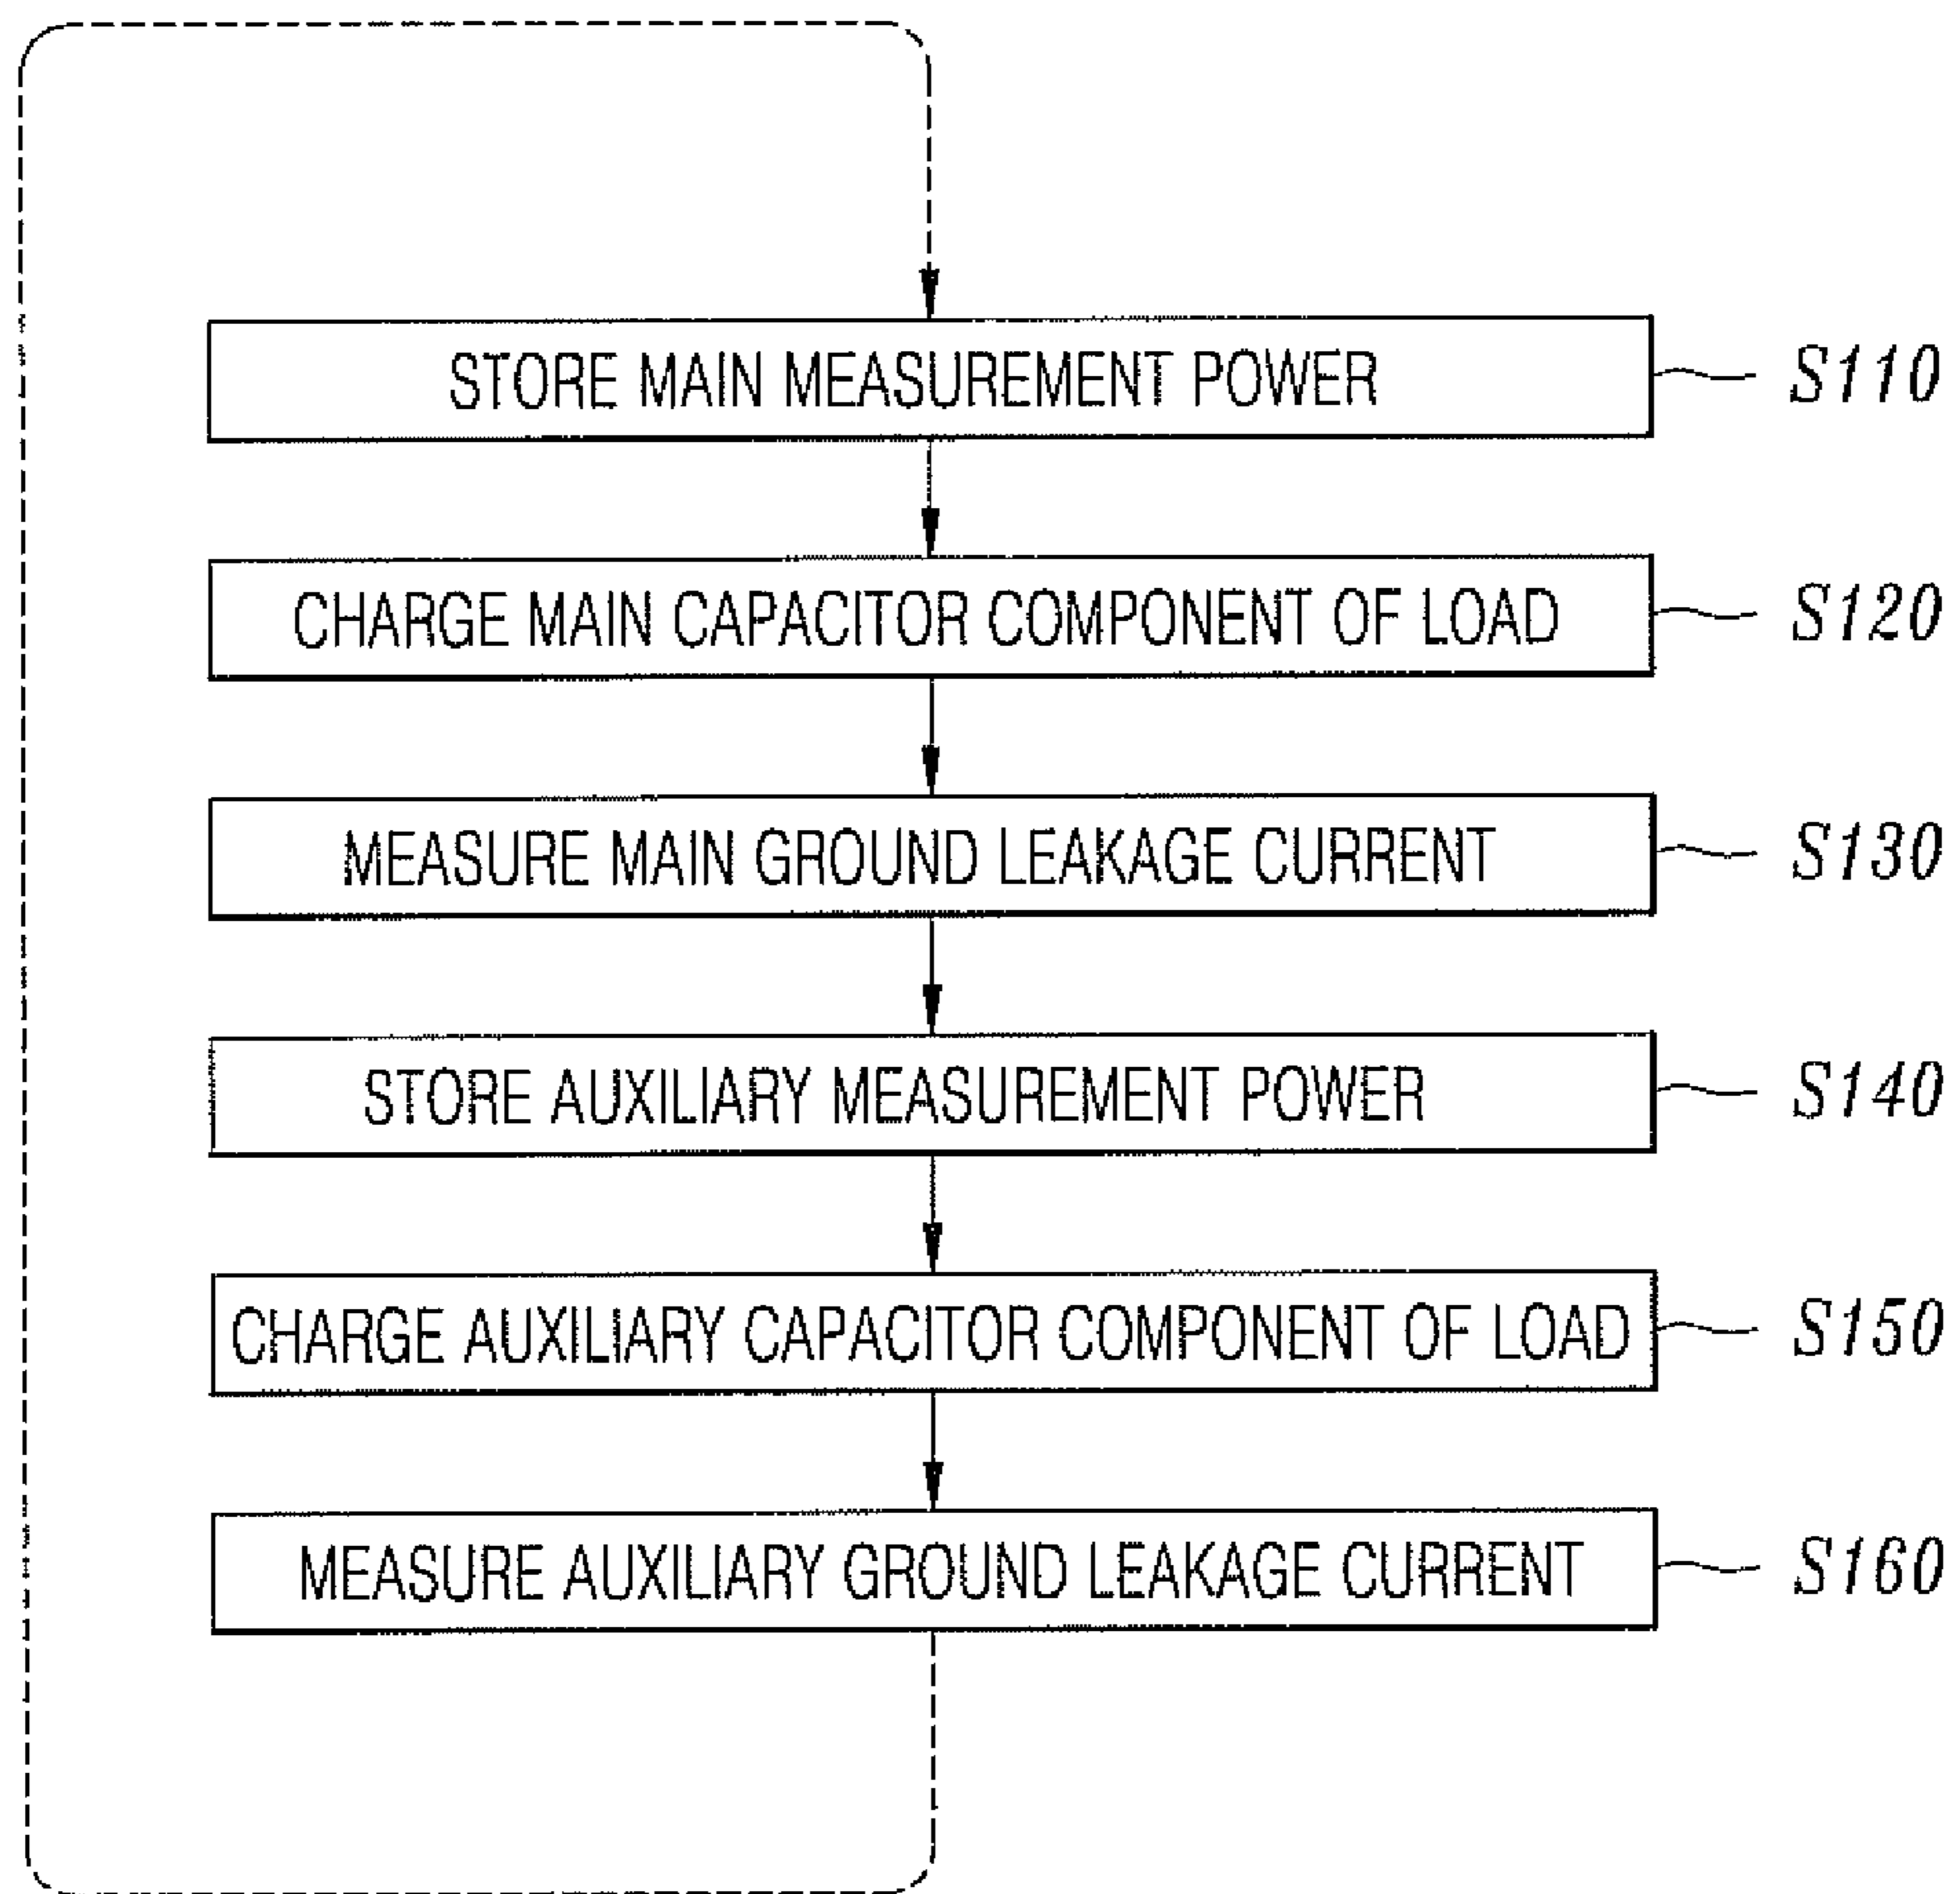 STORE MAIN MEASUREMENT POWER S110
CHARGE MAIN CAPACITOR COMPONENT OF LOAD S120
MEASURE MAIN GROUND LEAKAGE CURRENT S130
STORE AUXILIARY MEASUREMENT POWER S140
CHARGE AUXILIARY CAPACITOR COMPONENT OF LOAD S150
MEASURE AUXILIARY GROUND LEAKAGE CURRENT S160